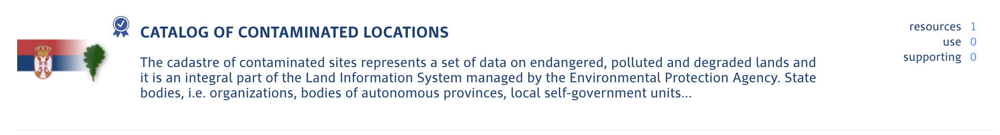 CATALOG OF CONTAMINATED LOCATIONS
The cadastre of contaminated sites represents a set of data on endangered, polluted and degraded lands and
it is an integral part of the Land Information System managed by the Environmental Protection Agency. State
bodies, i.e. organizations, bodies of autonomous provinces, local self-government units...
resources 1
use 0
supporting 0